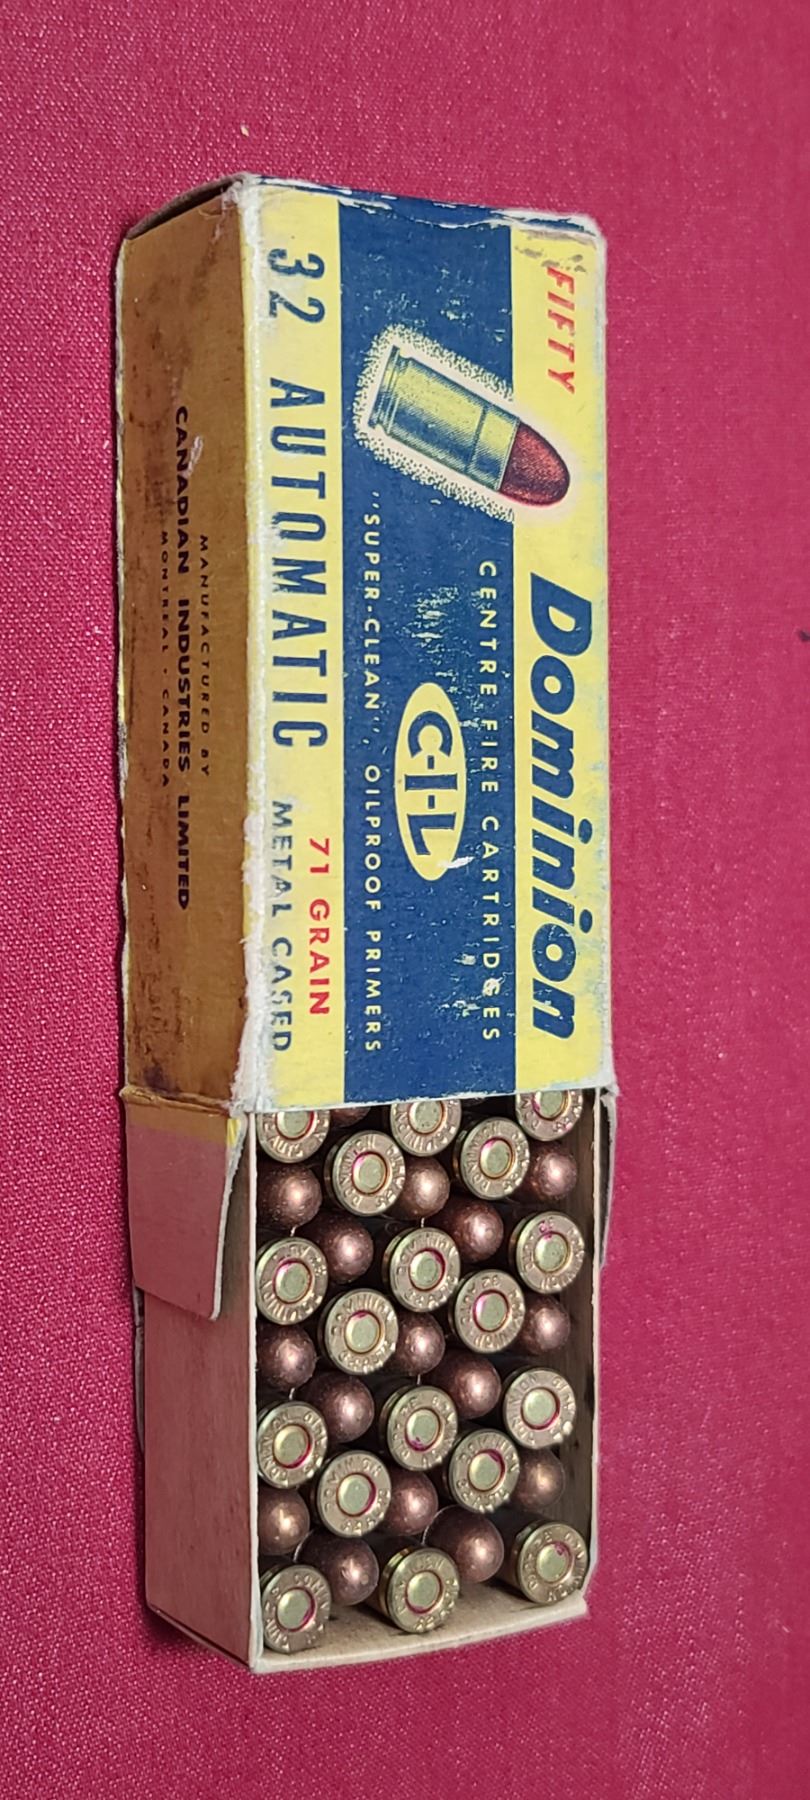 FIFTY
Dominion
CENTRE FIRE CARTRIDGES
C-I-L
"SUPER-CLEAN", OILPROOF PRIMERS
32 AUTOMATIC
71 GRAIN
METAL CASED
MANUFACTURED BY
CANADIAN INDUSTRIES LIMITED
MONTREAL · CANADA